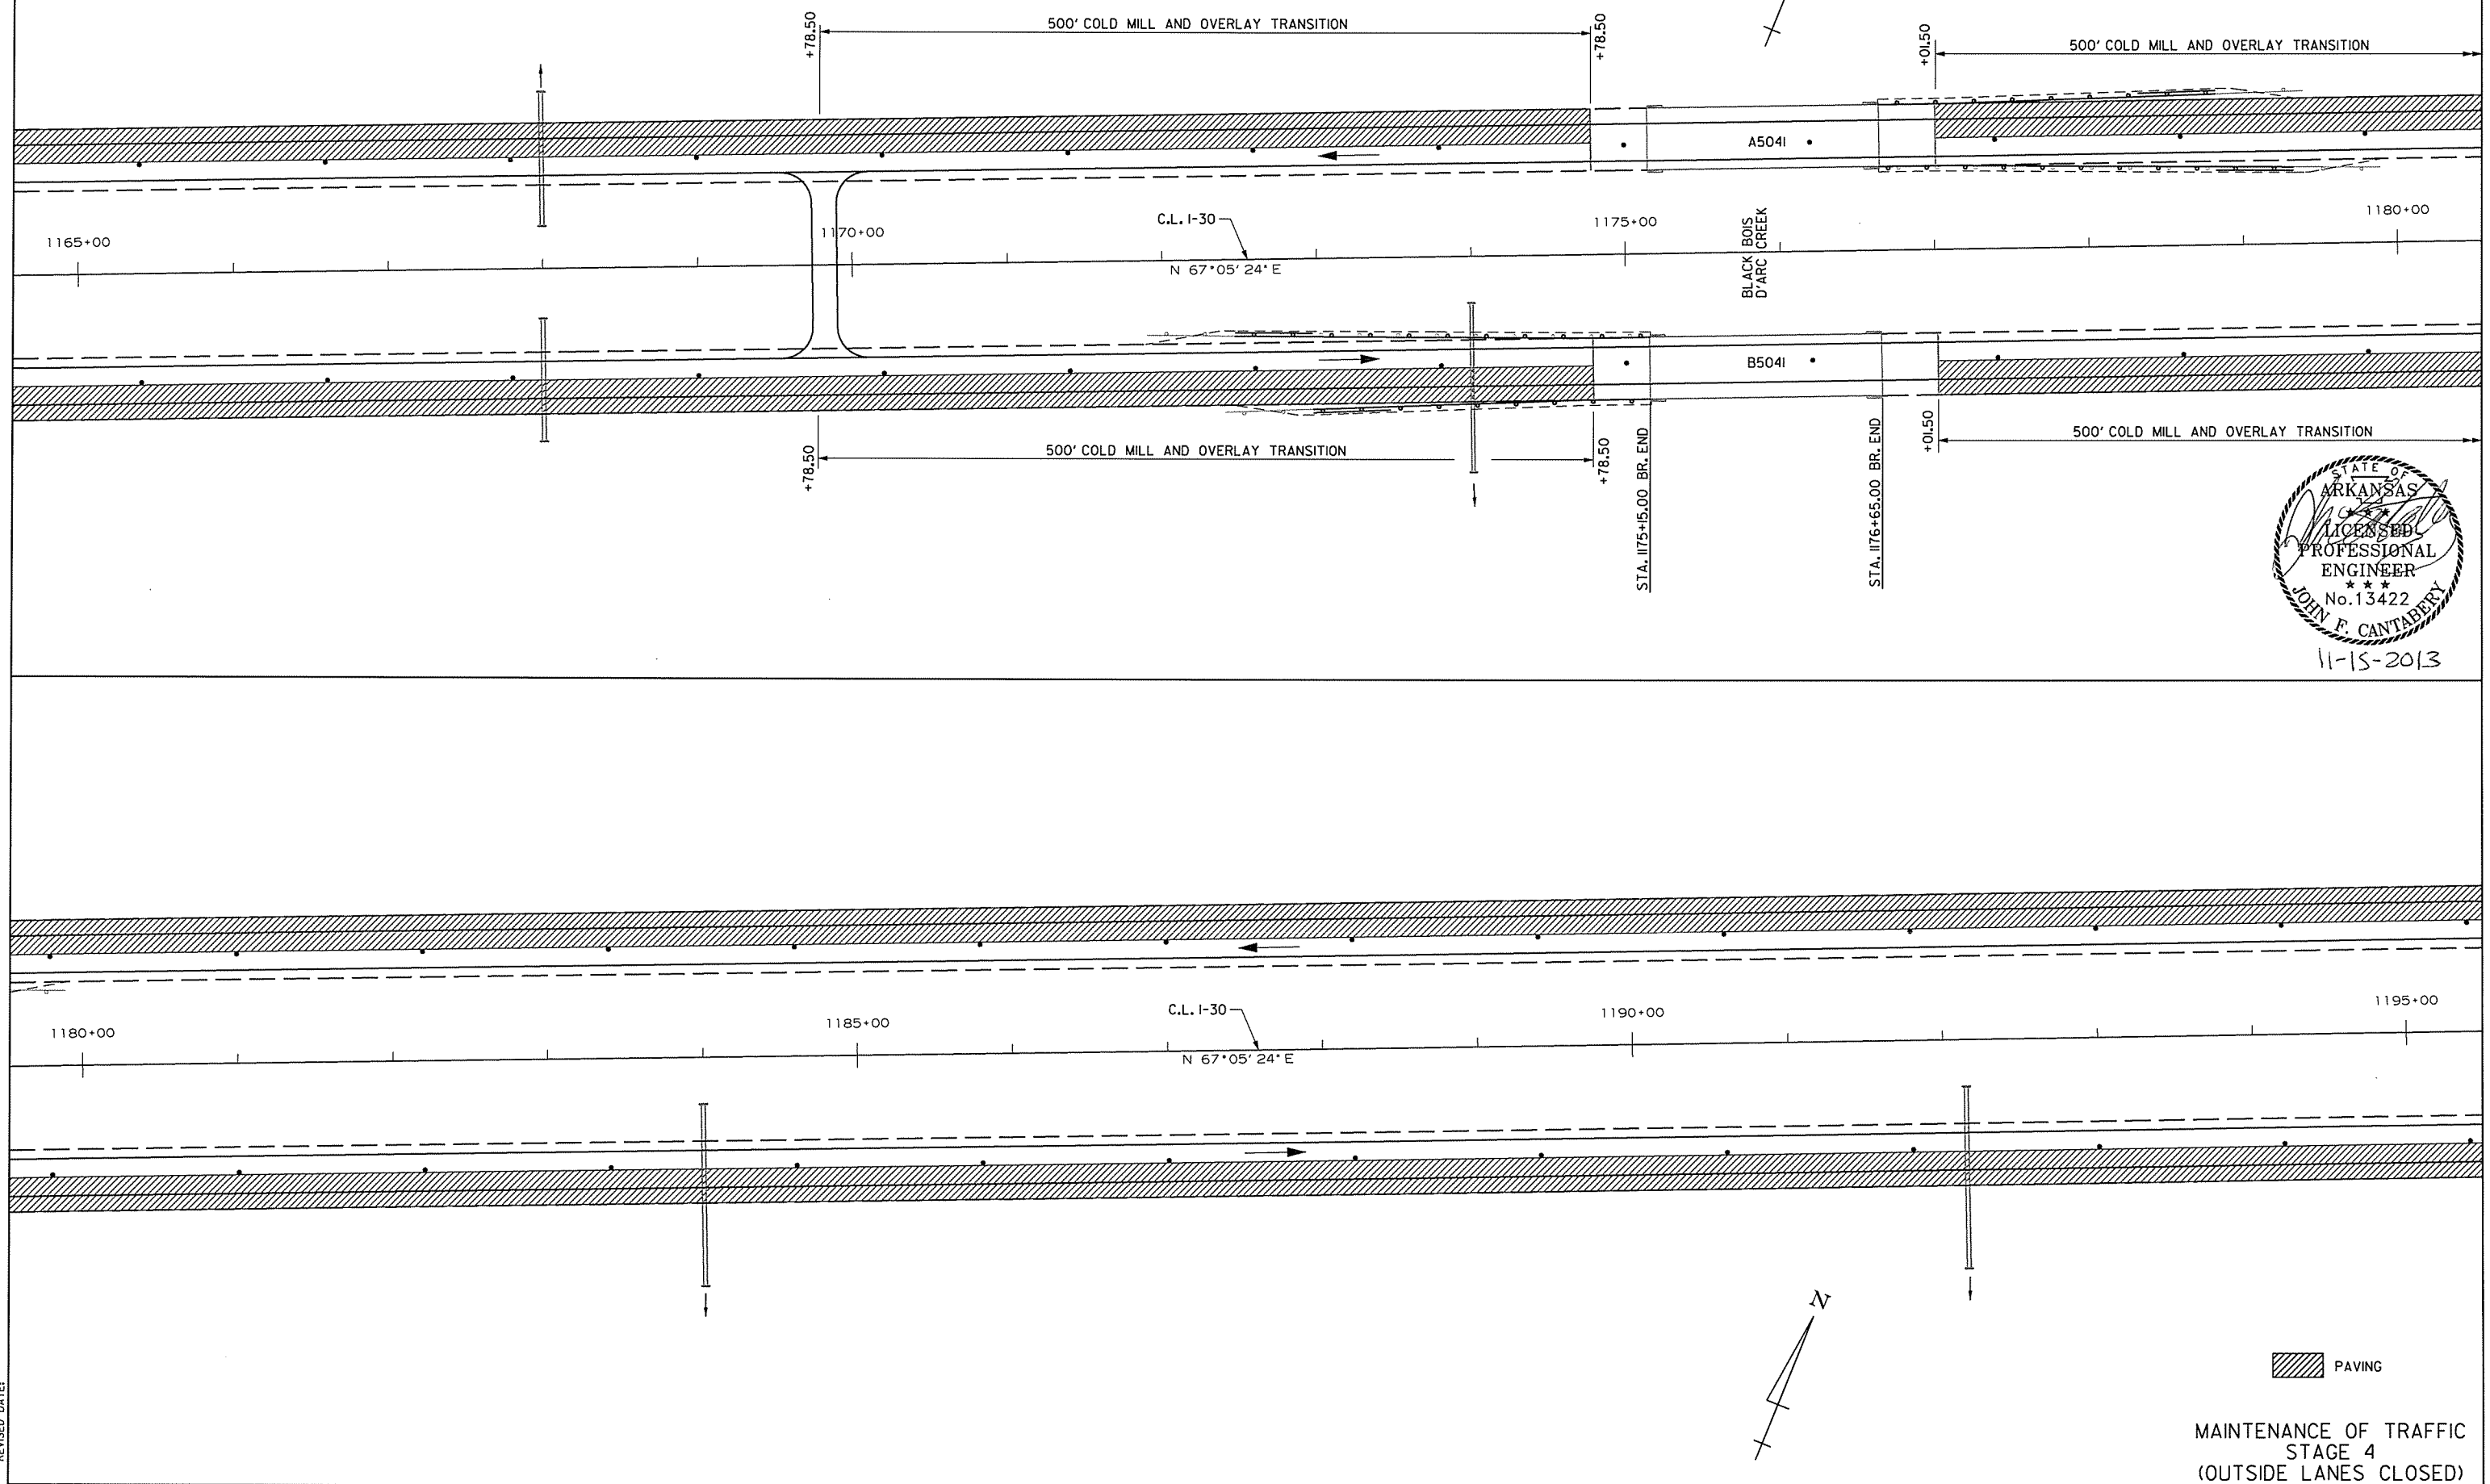 500' COLD MILL AND OVERLAY TRANSITION
+78.50
+78.50
+01.50
500' COLD MILL AND OVERLAY TRANSITION
A5041
1165+00
1170+00
C.L. I-30
N 67°05'24" E
1175+00
BLACK BOIS
D'ARC CREEK
1180+00
B5041
+78.50
500' COLD MILL AND OVERLAY TRANSITION
+78.50
STA. 1175+15.00 BR. END
STA. 1176+65.00 BR. END
+01.50
500' COLD MILL AND OVERLAY TRANSITION
STATE OF
ARKANSAS
★ ★ ★
LICENSED
PROFESSIONAL
ENGINEER
★ ★ ★
No.13422
JOHN F. CANTABERY
11-15-2013
1180+00
1185+00
C.L. I-30
N 67°05'24" E
1190+00
1195+00
N
PAVING
REVISED DATE:
MAINTENANCE OF TRAFFIC
STAGE 4
(OUTSIDE LANES CLOSED)